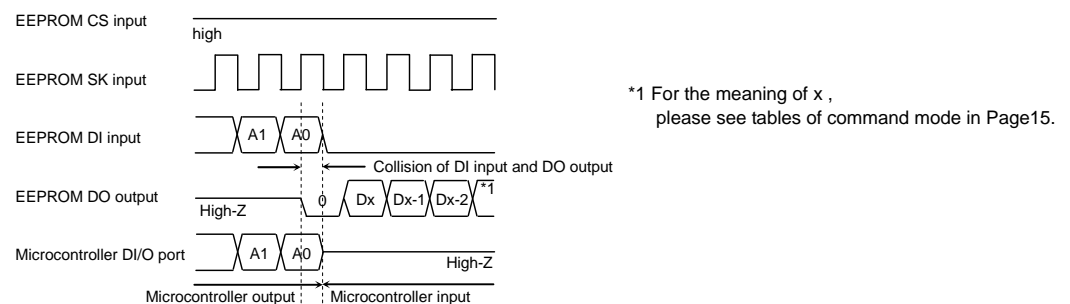 EEPROM CS input
high
EEPROM SK input
*1 For the meaning of x ,
please see tables of command mode in Page15.
EEPROM DI input
A1 A0
Collision of DI input and DO output
EEPROM DO output
High-Z
0 Dx Dx-1 Dx-2 *1
Microcontroller DI/O port
A1 A0
High-Z
Microcontroller output Microcontroller input